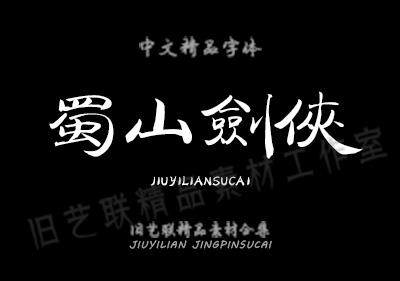 中文精品字体
蜀山劍俠
JIUYILIANSUCAI
旧艺联精品素材工作室
旧艺联精品素材合集
JIUYILIAN JINGPINSUCAI